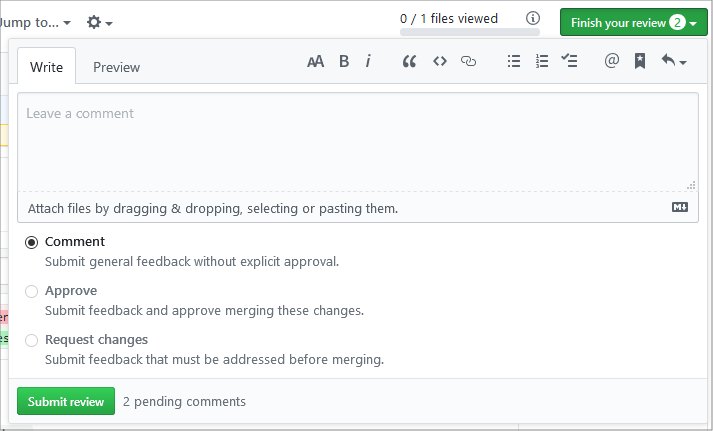 Jump to...
0 / 1 files viewed
Finish your review 2
Write
Preview
AA B i
@
Leave a comment
Attach files by dragging & dropping, selecting or pasting them.
M
Comment
Submit general feedback without explicit approval.
Approve
Submit feedback and approve merging these changes.
Request changes
Submit feedback that must be addressed before merging.
Submit review
2 pending comments